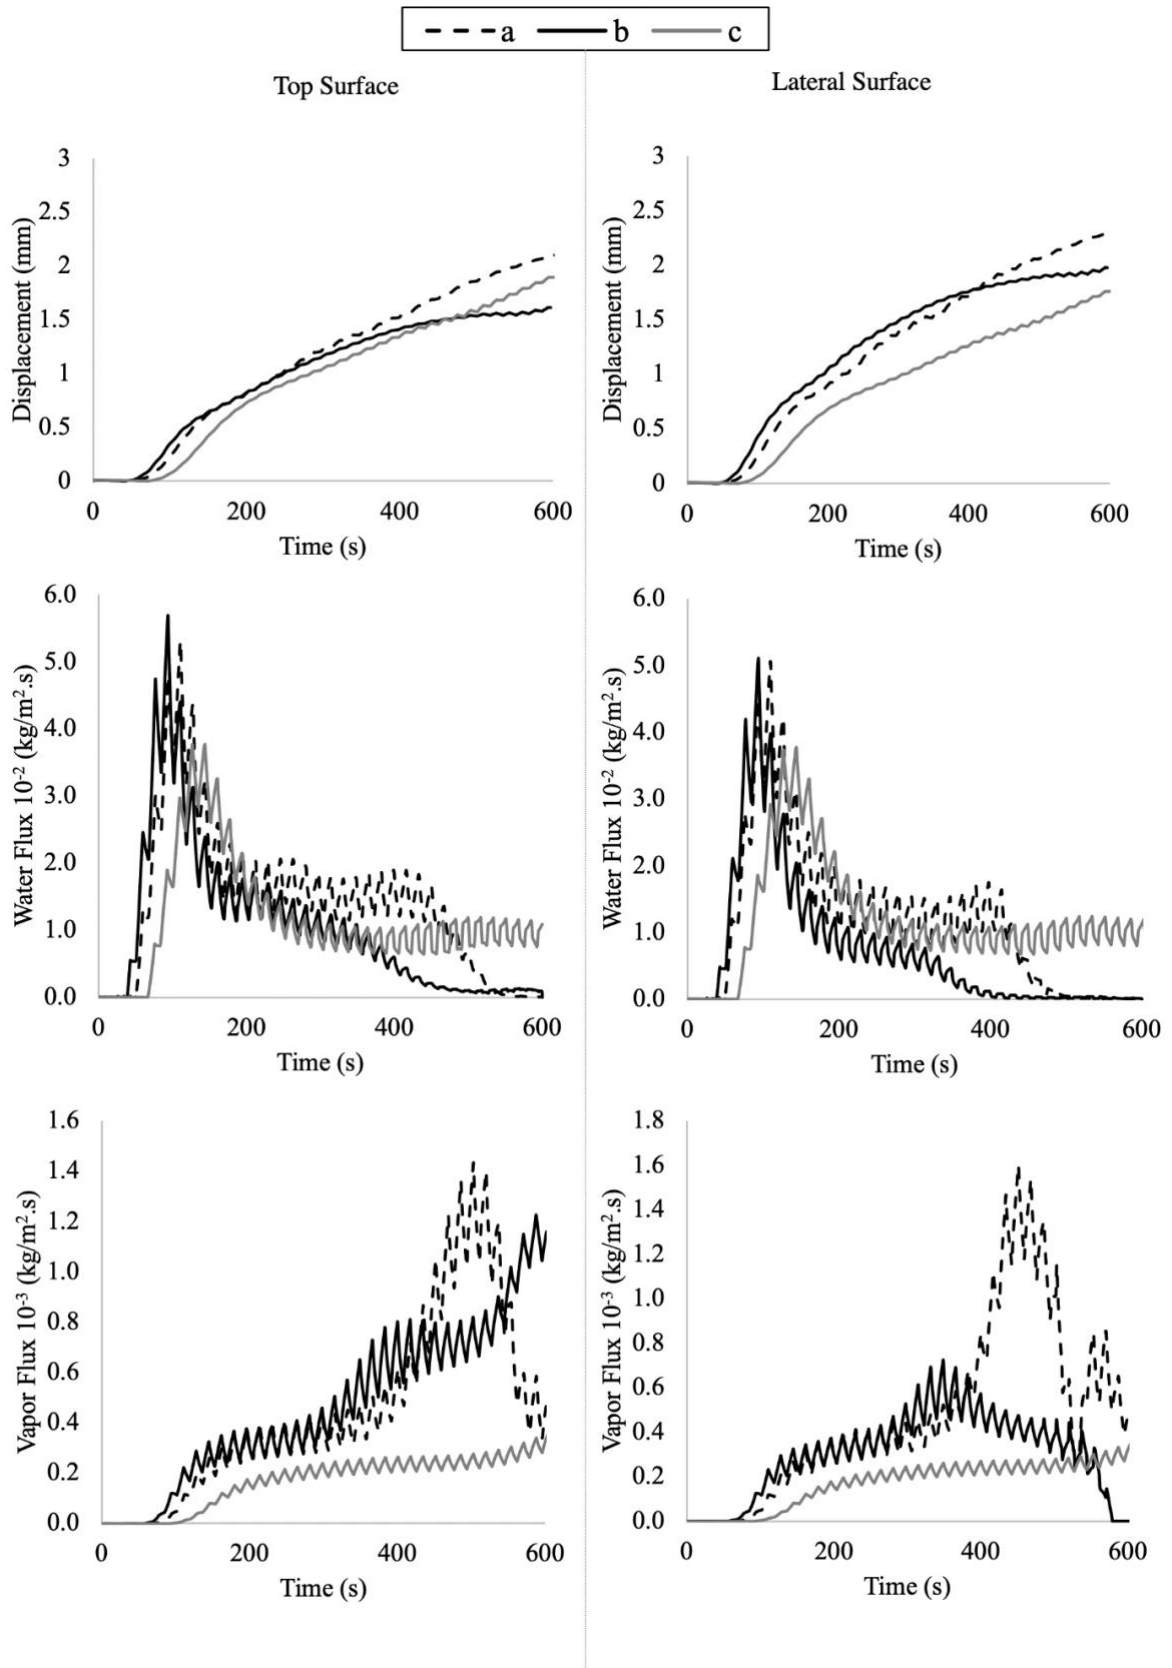 a b c
Top Surface
Lateral Surface
Displacement (mm)
3
2.5
2
1.5
1
0.5
0
0 200 400 600
Time (s)
Displacement (mm)
3
2.5
2
1.5
1
0.5
0
0 200 400 600
Time (s)
Water Flux 10⁻² (kg/m².s)
6.0
5.0
4.0
3.0
2.0
1.0
0.0
0 200 400 600
Time (s)
Water Flux 10⁻² (kg/m².s)
6.0
5.0
4.0
3.0
2.0
1.0
0.0
0 200 400 600
Time (s)
Vapor Flux 10⁻³ (kg/m².s)
1.6
1.4
1.2
1.0
0.8
0.6
0.4
0.2
0.0
0 200 400 600
Time (s)
Vapor Flux 10⁻³ (kg/m².s)
1.8
1.6
1.4
1.2
1.0
0.8
0.6
0.4
0.2
0.0
0 200 400 600
Time (s)